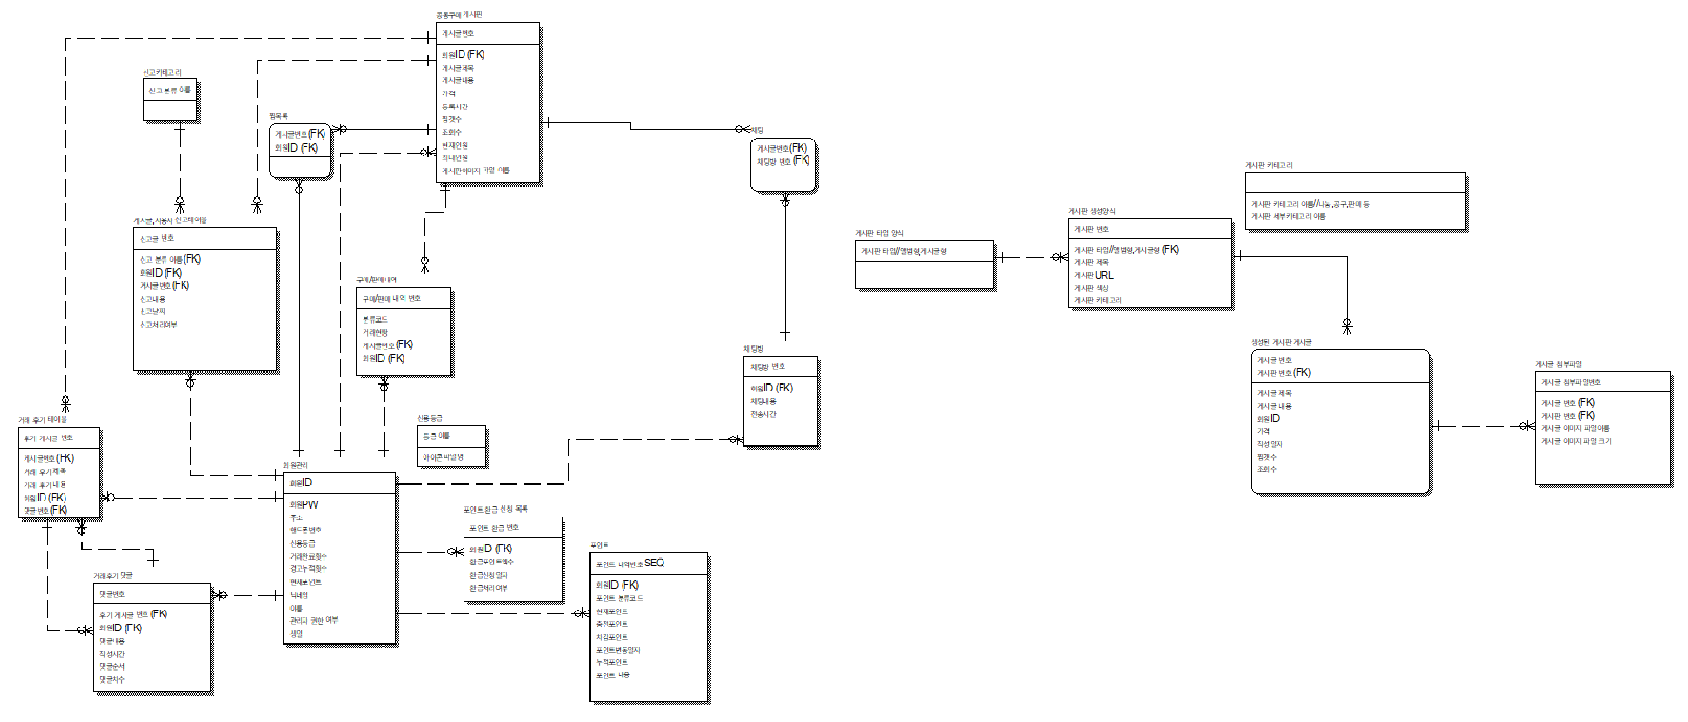 공동구매 게시판
게시글번호
회원ID (FK)
게시글제목
게시글내용
가격
등록시간
찜갯수
조회수
현재인원
최대인원
게시판이미지 파일 이름
신고카테고리
신고 분류 이름
찜목록
게시글번호(FK)
회원ID (FK)
채팅
게시글번호(FK)
채팅방 번호 (FK)
신고글 번호
신고 분류 이름(FK)
회원ID (FK)
게시글번호 (FK)
신고내용
신고날짜
신고처리여부
구매/판매내역
구매/판매 내역 번호
분류코드
거래현황
게시글번호 (FK)
회원ID (FK)
채팅방
채팅방 번호
회원ID (FK)
채팅내용
전송시간
신용등급
등급 이름
아이콘파일명
거래 후기 테이블
후기 게시글 번호
게시글번호 (FK)
거래 후기 제목
거래 후기 내용
회원ID (FK)
댓글 번호(FK)
거래후기 댓글
댓글번호
후기 게시글 번호 (FK)
회원ID (FK)
댓글내용
작성시간
댓글순서
댓글차수
회원관리
회원ID
회원PW
주소
핸드폰번호
신용등급
거래완료횟수
경고누적횟수
현재포인트
닉네임
이름
관리자 권한 여부
생일
포인트환급 신청 목록
포인트 환급 번호
회원ID (FK)
환급포인트액수
환급신청일자
환급처리여부
포인트
포인트 내역번호SEQ
회원ID (FK)
포인트 분류코드
현재포인트
충전포인트
차감포인트
포인트변동일자
누적포인트
포인트 내용
게시판 타입 양식
게시판 타입//앨범형,게시글형
게시판 생성양식
게시판 번호
게시판 타입//앨범형,게시글형 (FK)
게시판 제목
게시판 URL
게시판 색상
게시판 카테고리
게시판 카테고리
게시판 카테고리 이름//나눔,공구,판매 등
게시판 세부카테고리 이름
생성된 게시판 게시글
게시글 번호
게시판 번호 (FK)
게시글 제목
게시글 내용
회원ID
가격
작성일자
찜갯수
조회수
게시글 첨부파일
게시글 첨부파일번호
게시글 번호 (FK)
게시판 번호 (FK)
게시글 이미지 파일이름
게시글 이미지 파일 크기